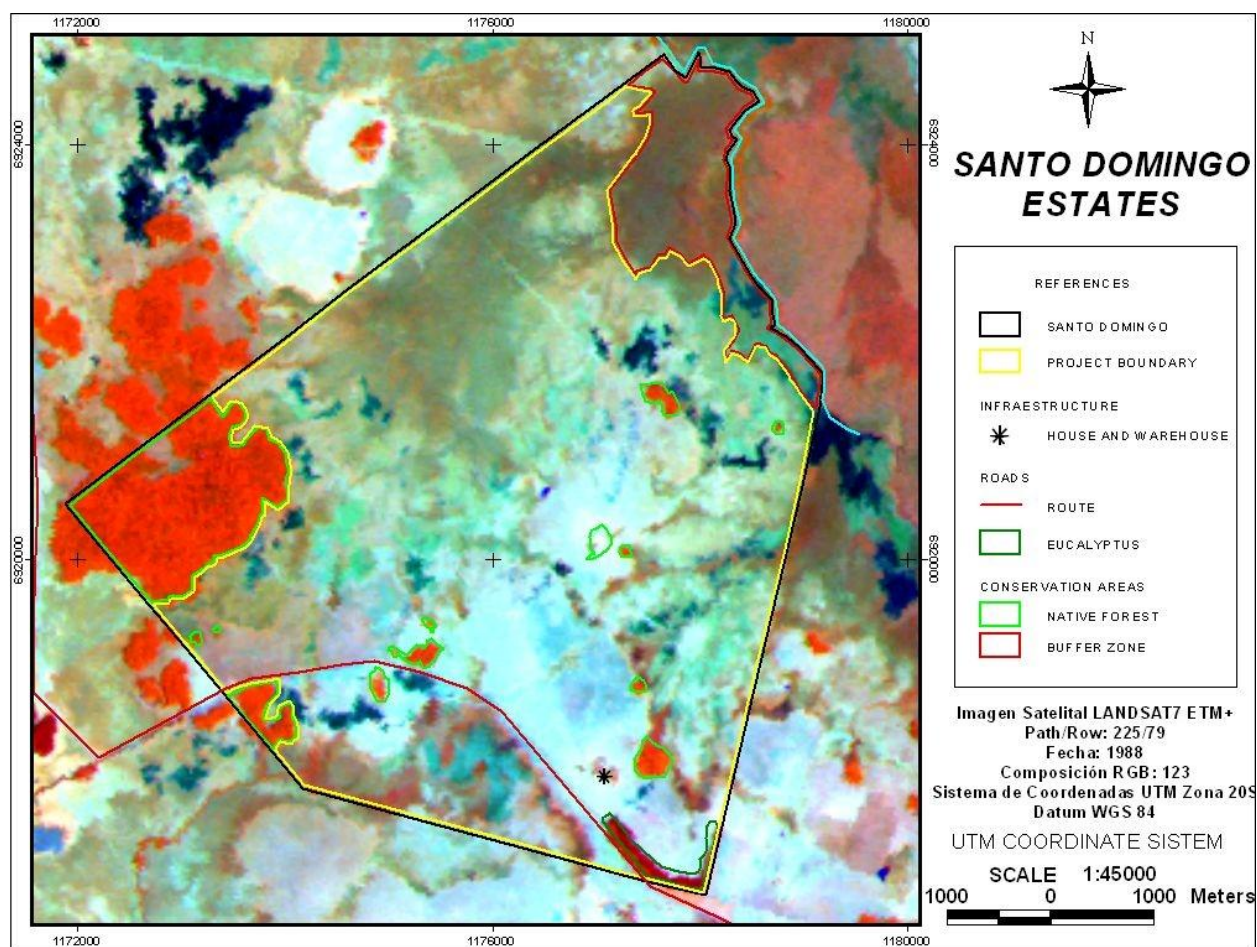 1172000 1176000 1180000
N
6924000 6924000
SANTO DOMINGO
ESTATES
REFERENCES
SANTO DOMINGO
PROJECT BOUNDARY
INFRAESTRUCTURE
HOUSE AND WAREHOUSE
ROADS
ROUTE
EUCALYPTUS
6920000 6920000
CONSERVATION AREAS
NATIVE FOREST
BUFFER ZONE
Imagen Satelital LANDSAT7 ETM+
Path/Row: 225/79
Fecha: 1988
Composición RGB: 123
Sistema de Coordenadas UTM Zona 20S
Datum WGS 84
UTM COORDINATE SISTEM
SCALE 1:45000
1000 0 1000 Meters
1172000 1176000 1180000